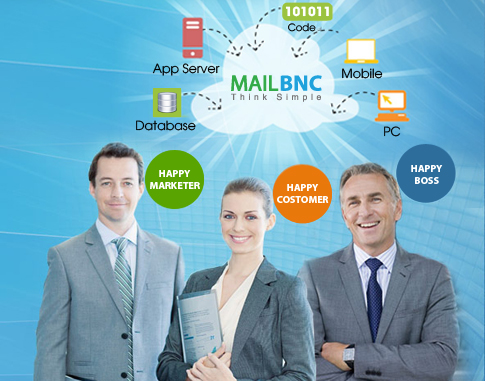 101011
Code
App Server
Mobile
MAILBNC
Think Simple
Database
PC
HAPPY
MARKETER
HAPPY
COSTOMER
HAPPY
BOSS